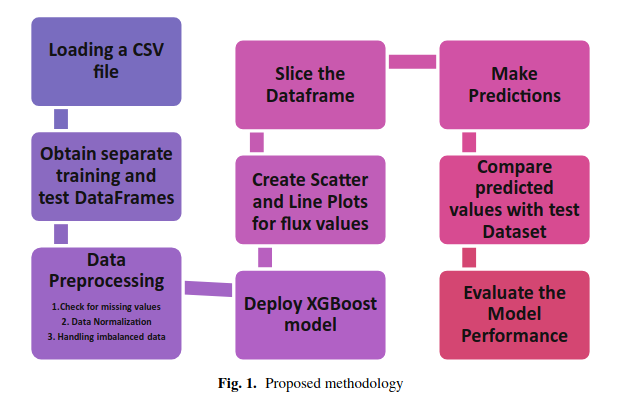 Loading a CSV
file
Obtain separate
training and
test DataFrames
Data
Preprocessing
1.Check for missing values
2. Data Normalization
3. Handling imbalanced data
Deploy XGBoost
model
Create Scatter
and Line Plots
for flux values
Slice the
Dataframe
Make
Predictions
Compare
predicted
values with test
Dataset
Evaluate the
Model
Performance
Fig. 1. Proposed methodology